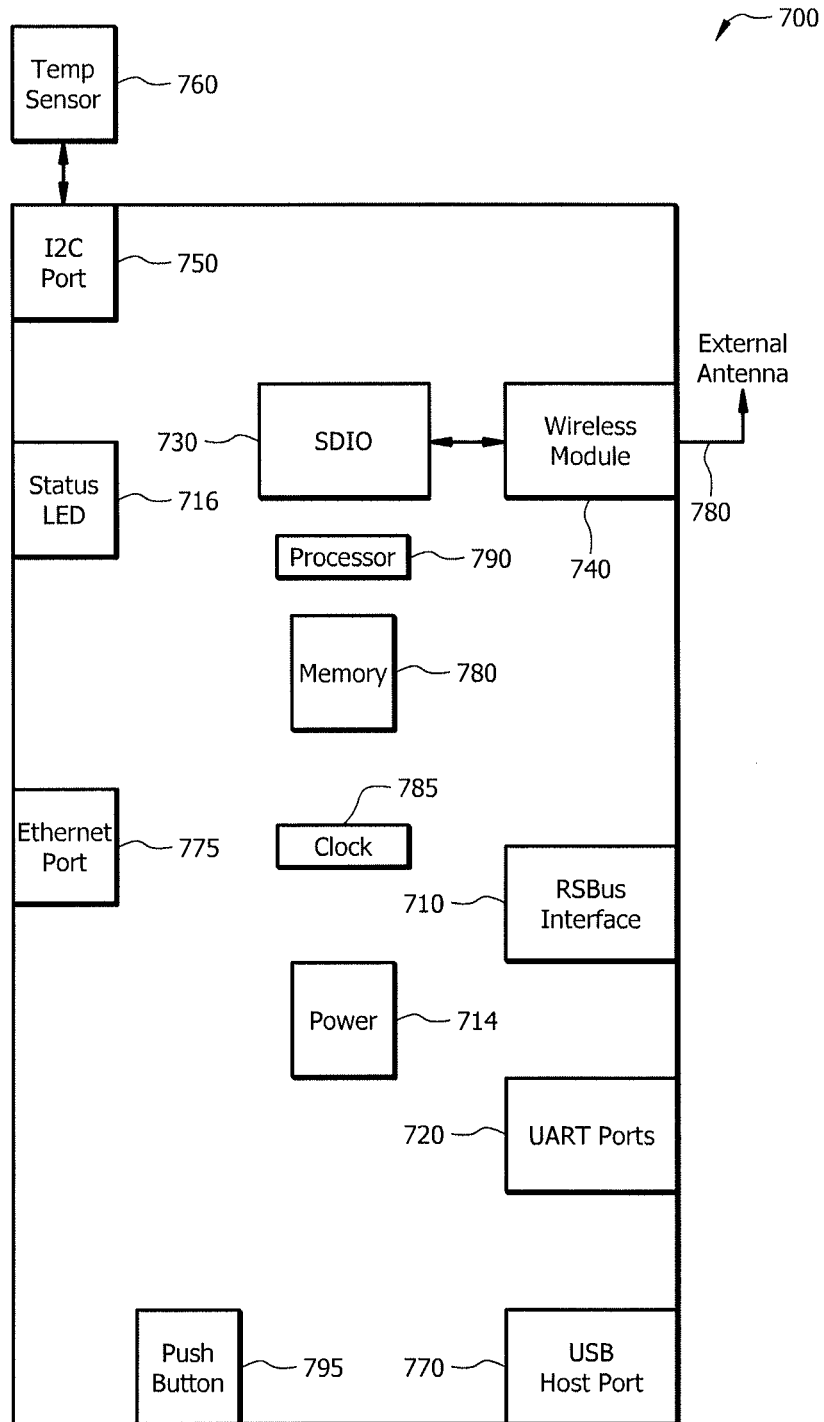 700
Temp
Sensor
760
I2C
Port
750
External
Antenna
730
SDIO
Wireless
Module
780
740
Status
LED
716
Processor
790
Memory
780
785
Clock
Ethernet
Port
775
710
RSBus
Interface
Power
714
720
UART Ports
Push
Button
795
770
USB
Host Port